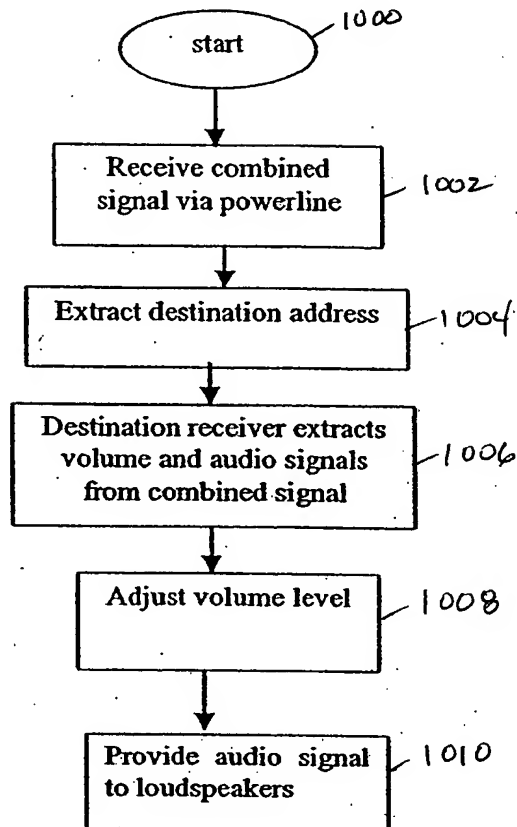 start
1000
Receive combined
signal via powerline
1002
Extract destination address
1004
Destination receiver extracts
volume and audio signals
from combined signal
1006
Adjust volume level
1008
Provide audio signal
to loudspeakers
1010